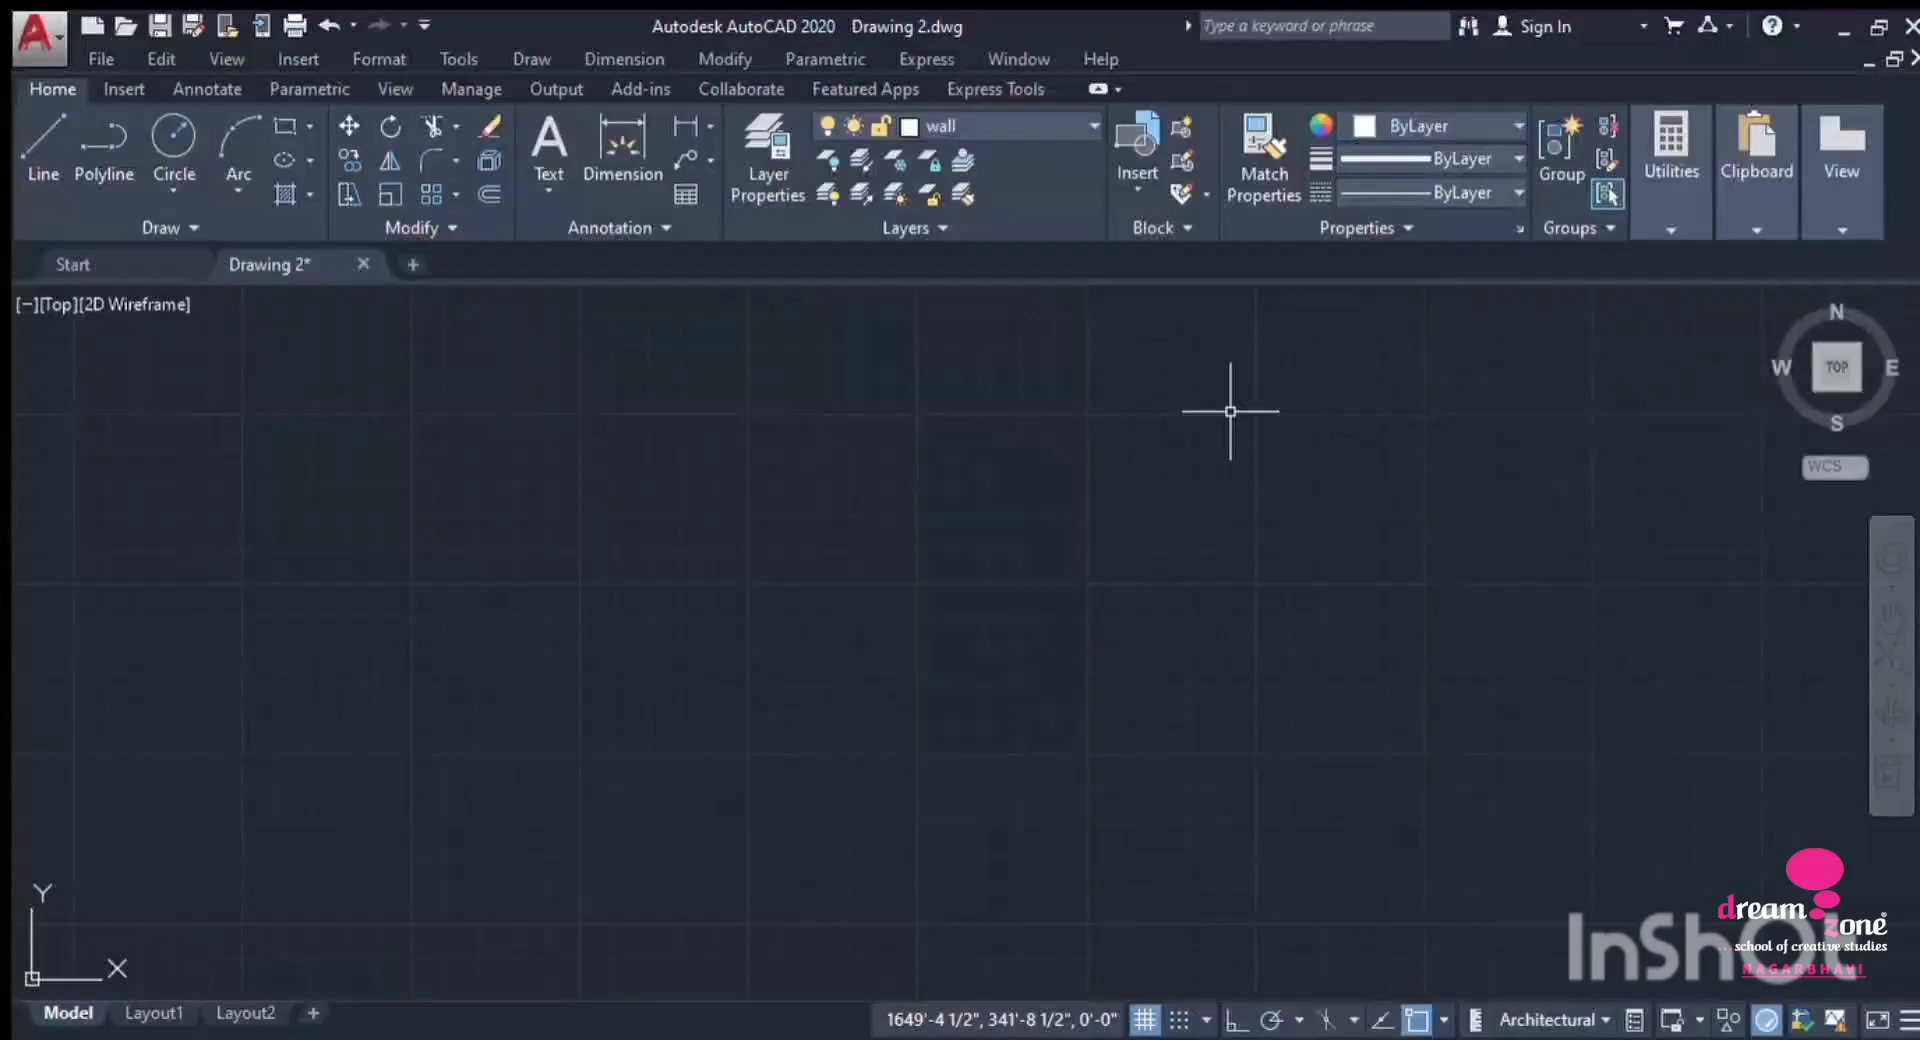 Autodesk AutoCAD 2020 Drawing 2.dwg
Type a keyword or phrase
Sign In
File Edit View Insert Format Tools Draw Dimension Modify Parametric Express Window Help
Home Insert Annotate Parametric View Manage Output Add-ins Collaborate Featured Apps Express Tools
wall
ByLayer
Line Polyline Circle Arc
Text Dimension
Layer Properties
Insert
Match Properties
ByLayer
ByLayer
Group
Utilities
Clipboard
View
Draw Modify Annotation Layers Block Properties Groups
Start Drawing 2* +
[−][Top][2D Wireframe]
N
W TOP E
S
WCS
Y
X
InShOt
dream zone
... school of creative studies
NAGARBHAVI
Model Layout1 Layout2 +
1649'-4 1/2", 341'-8 1/2", 0'-0"
Architectural